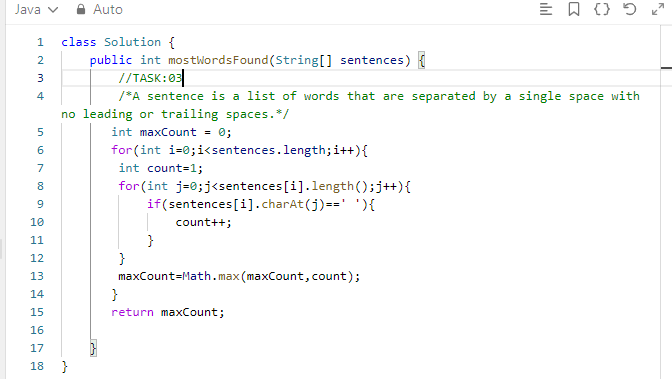 Java Auto
1 class Solution {
2 public int mostWordsFound(String[] sentences) {
3 //TASK:03
4 /*A sentence is a list of words that are separated by a single space with
no leading or trailing spaces.*/
5 int maxCount = 0;
6 for(int i=0;i<sentences.length;i++){
7 int count=1;
8 for(int j=0;j<sentences[i].length();j++){
9 if(sentences[i].charAt(j)==' '){
10 count++;
11 }
12 }
13 maxCount=Math.max(maxCount,count);
14 }
15 return maxCount;
16
17 }
18 }